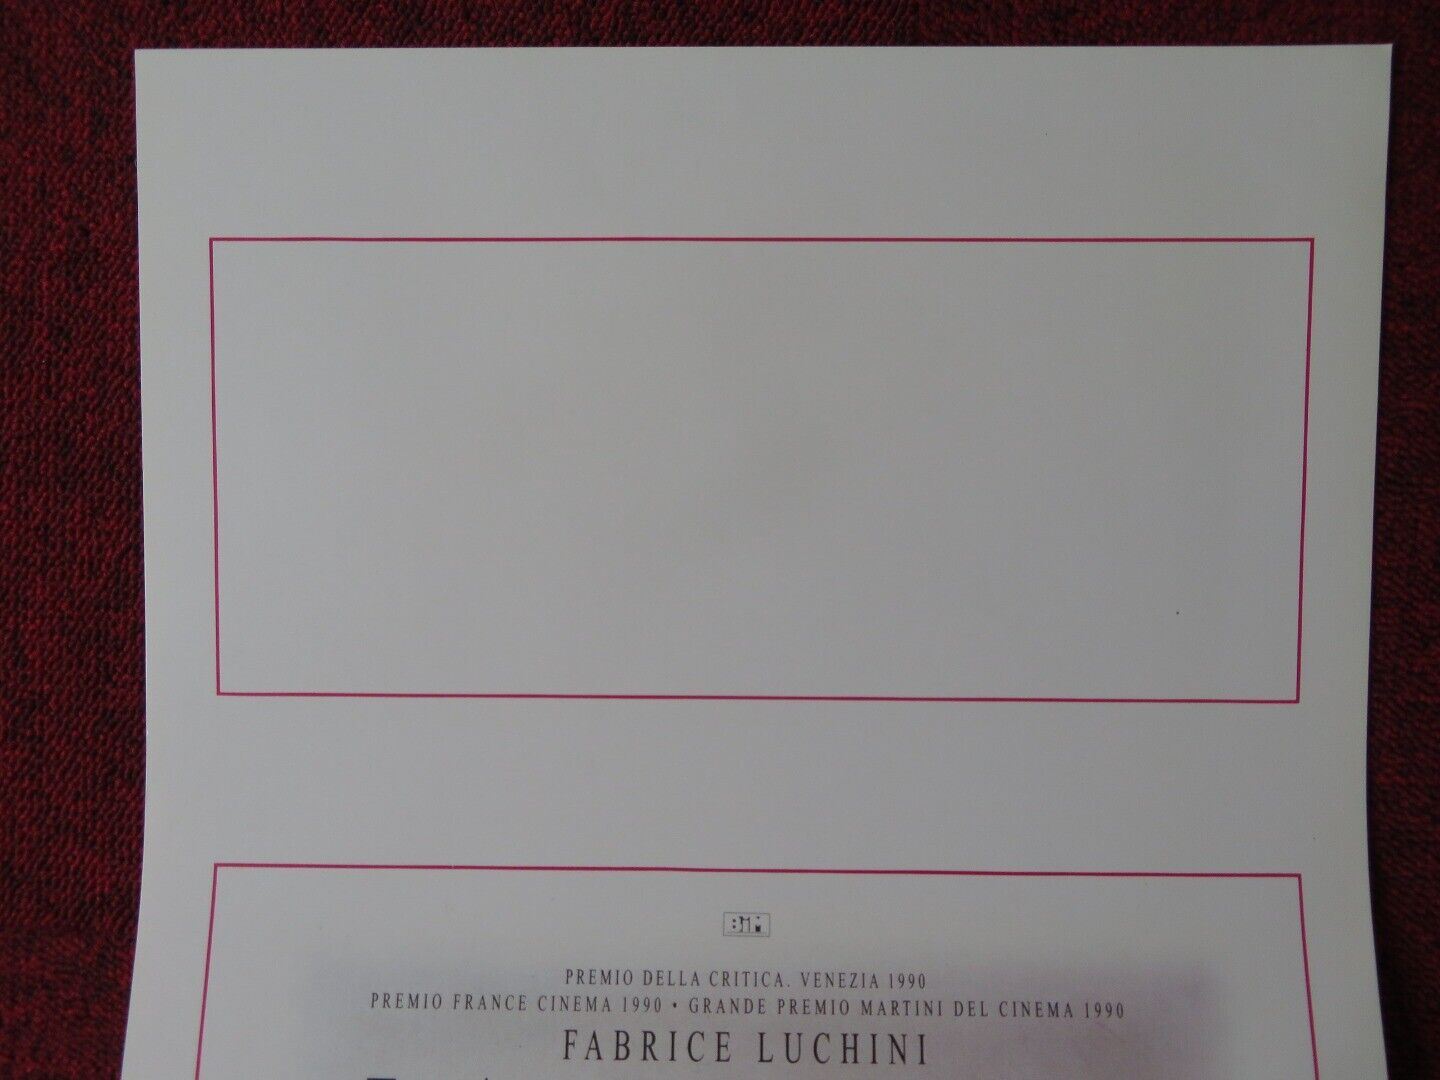 BiM
PREMIO DELLA CRITICA. VENEZIA 1990
PREMIO FRANCE CINEMA 1990 • GRANDE PREMIO MARTINI DEL CINEMA 1990
FABRICE LUCHINI